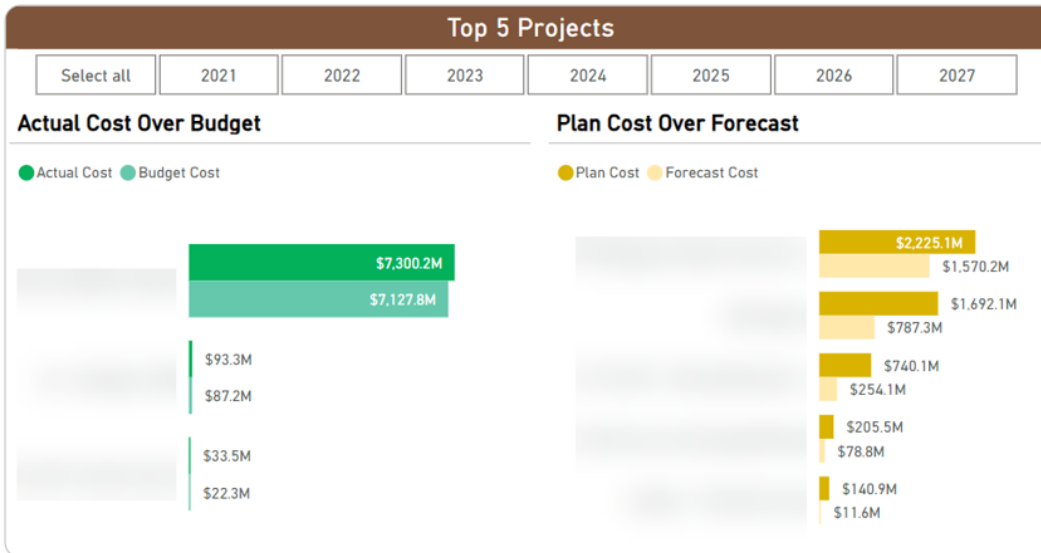 Top 5 Projects
Select all 2021 2022 2023 2024 2025 2026 2027
Actual Cost Over Budget
Actual Cost Budget Cost
$7,300.2M
$7,127.8M
$93.3M
$87.2M
$33.5M
$22.3M
Plan Cost Over Forecast
Plan Cost Forecast Cost
$2,225.1M
$1,570.2M
$1,692.1M
$787.3M
$740.1M
$254.1M
$205.5M
$78.8M
$140.9M
$11.6M